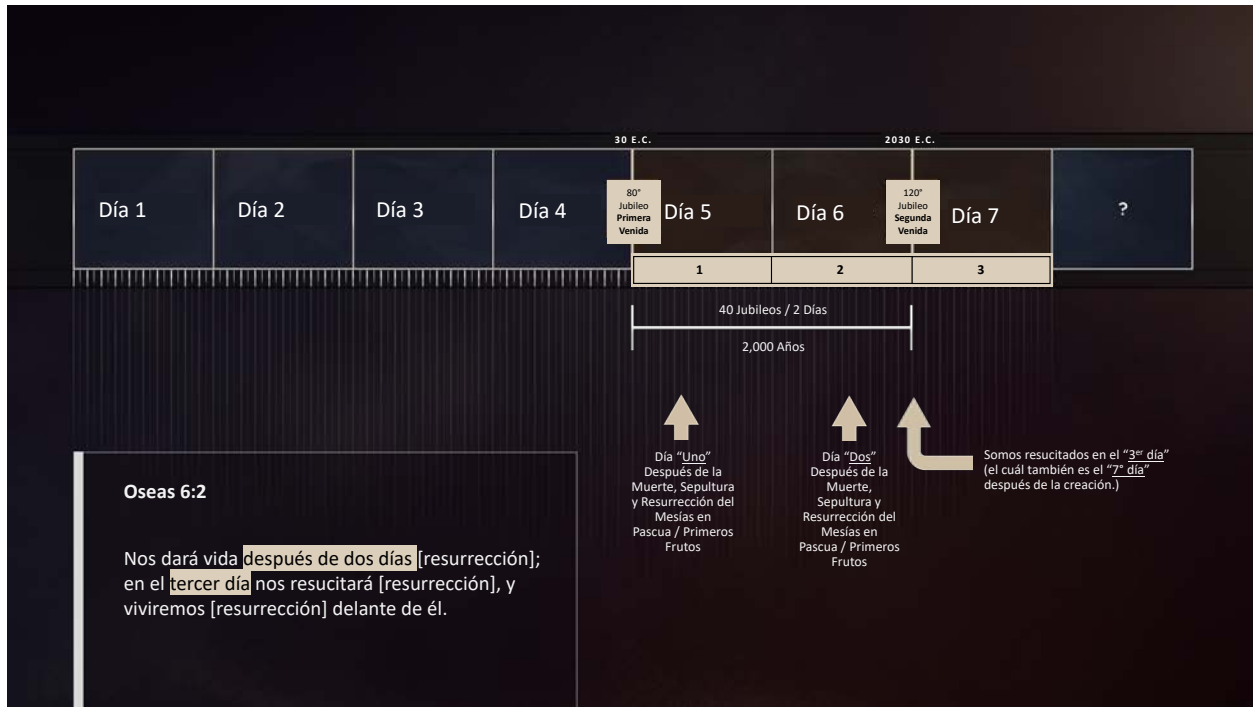 30 E.C.
2030 E.C.
Día 1
Día 2
Día 3
Día 4
80°
Jubileo
Primera
Venida
Día 5
Día 6
120°
Jubileo
Segunda
Venida
Día 7
?
1
2
3
40 Jubileos / 2 Días
2,000 Años
Día “Uno”
Después de la
Muerte, Sepultura
y Resurrección del
Mesías en
Pascua / Primeros
Frutos
Día “Dos”
Después de la
Muerte,
Sepultura y
Resurrección del
Mesías en
Pascua / Primeros
Frutos
Somos resucitados en el “3er día”
(el cuál también es el “7° día”
después de la creación.)
Oseas 6:2
Nos dará vida después de dos días [resurrección];
en el tercer día nos resucitará [resurrección], y
viviremos [resurrección] delante de él.